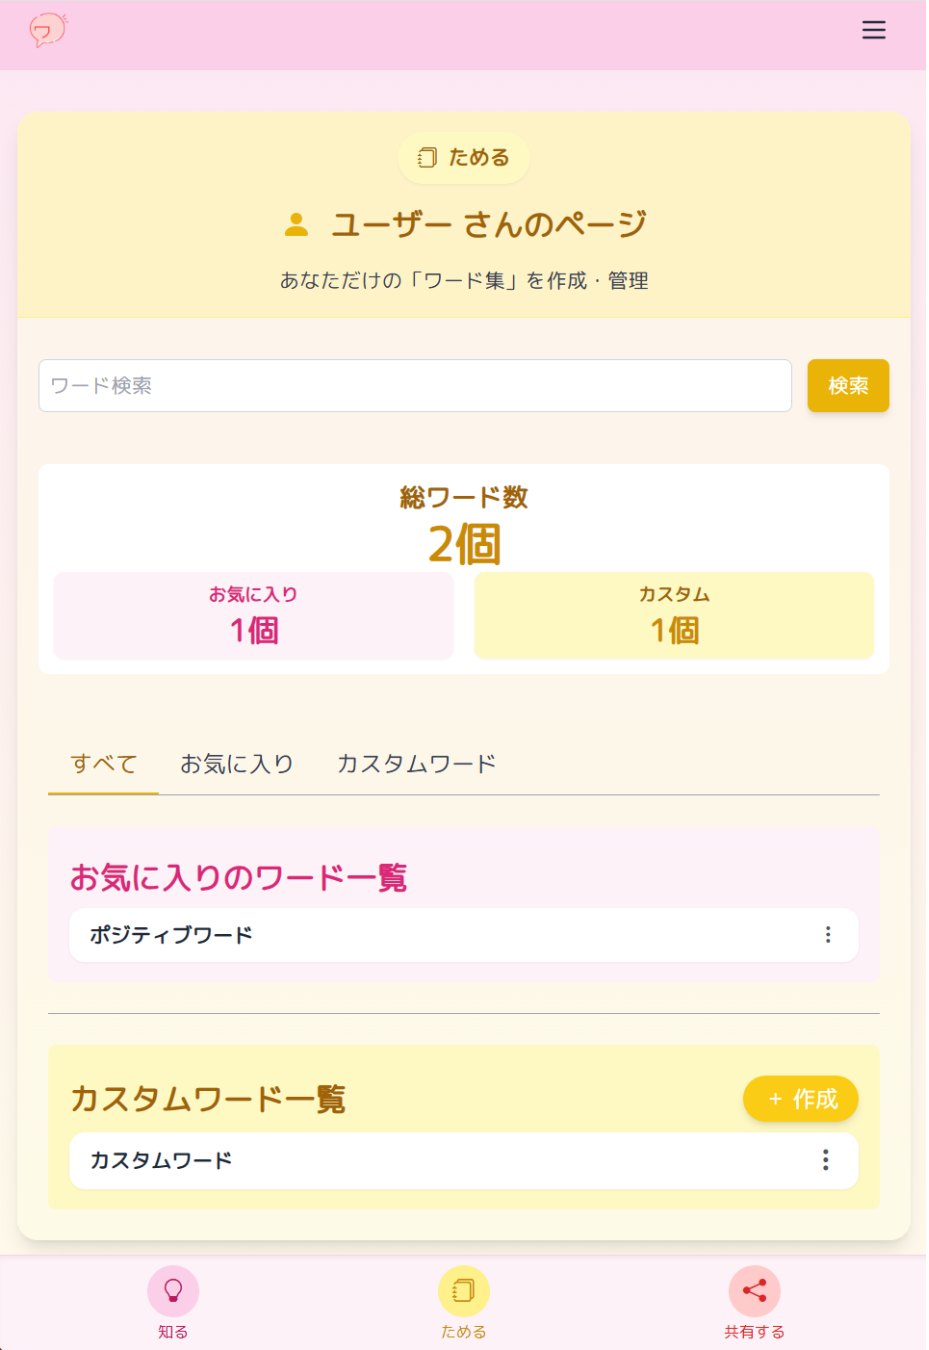 ワ
ためる
ユーザー さんのページ
あなただけの「ワード集」を作成・管理
ワード検索
検索
総ワード数
2個
お気に入り
1個
カスタム
1個
すべて お気に入り カスタムワード
お気に入りのワード一覧
ポジティブワード
カスタムワード一覧
+ 作成
カスタムワード
知る
ためる
共有する